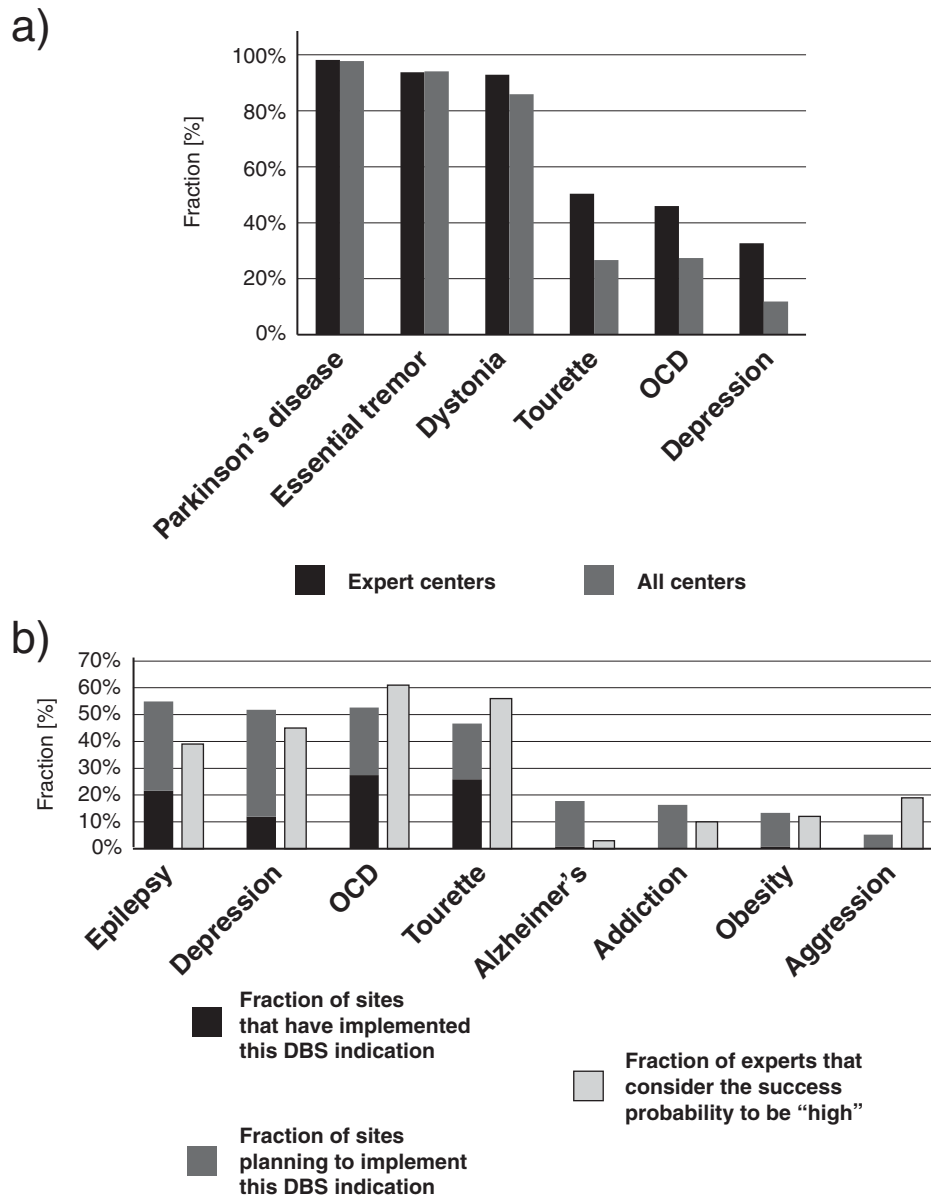 a)
Fraction [%]
100%
80%
60%
40%
20%
0%
Parkinson's disease
Essential tremor
Dystonia
Tourette
OCD
Depression
Expert centers
All centers
b)
Fraction [%]
70%
60%
50%
40%
30%
20%
10%
0%
Epilepsy
Depression
OCD
Tourette
Alzheimer's
Addiction
Obesity
Aggression
Fraction of sites
that have implemented
this DBS indication
Fraction of experts that
consider the success
probability to be “high”
Fraction of sites
planning to implement
this DBS indication